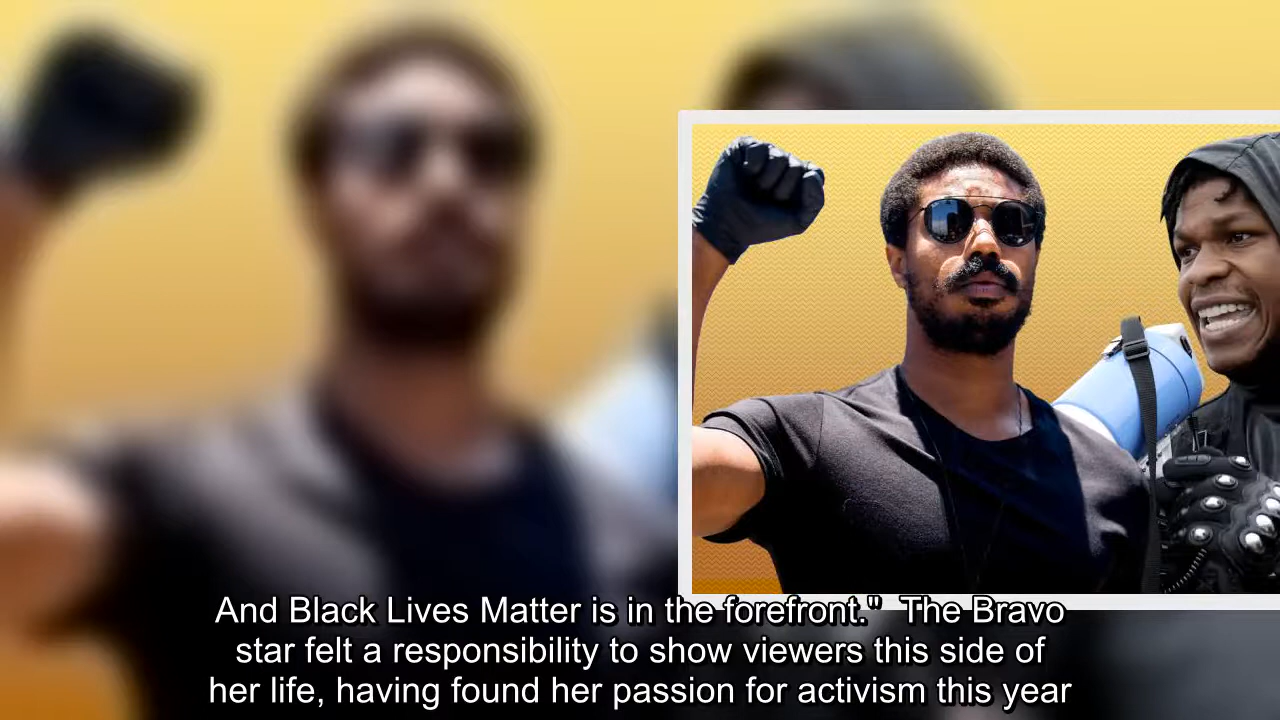 And Black Lives Matter is in the forefront."  The Bravo
star felt a responsibility to show viewers this side of
her life, having found her passion for activism this year